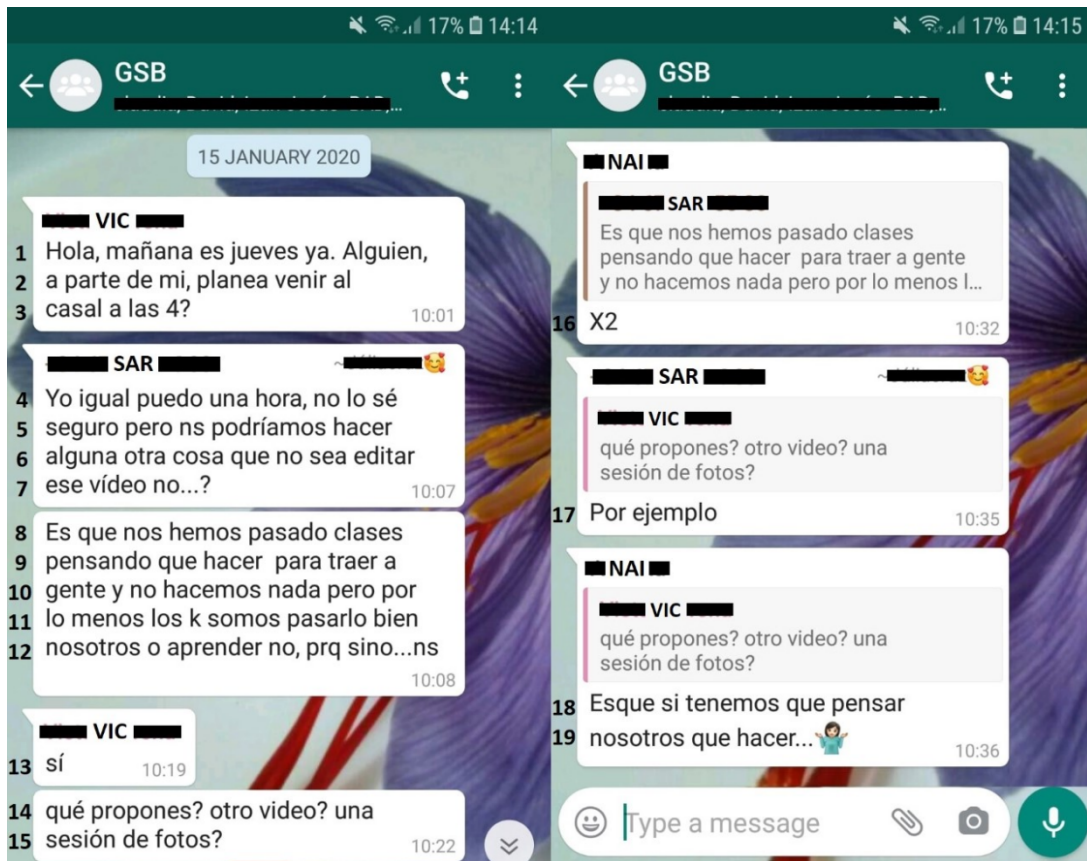 17% 14:14
GSB
15 JANUARY 2020
VIC
1 Hola, mañana es jueves ya. Alguien,
2 a parte de mi, planea venir al
3 casal a las 4?
10:01
SAR
4 Yo igual puedo una hora, no lo sé
5 seguro pero ns podríamos hacer
6 alguna otra cosa que no sea editar
7 ese vídeo no...?
10:07
8 Es que nos hemos pasado clases
9 pensando que hacer para traer a
10 gente y no hacemos nada pero por
11 lo menos los k somos pasarlo bien
12 nosotros o aprender no, prq sino...ns
10:08
VIC
13 sí 10:19
14 qué propones? otro video? una
15 sesión de fotos?
10:22
17% 14:15
GSB
NAI
SAR
Es que nos hemos pasado clases
pensando que hacer para traer a gente
y no hacemos nada pero por lo menos l...
16 X2
10:32
SAR
VIC
qué propones? otro video? una
sesión de fotos?
17 Por ejemplo
10:35
NAI
VIC
qué propones? otro video? una
sesión de fotos?
18 Esque si tenemos que pensar
19 nosotros que hacer...🤷🏻‍♀️
10:36
Type a message